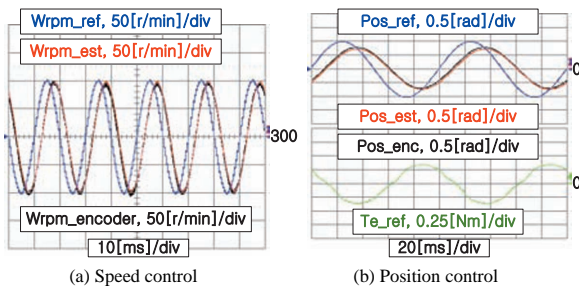 Wrpm_ref, 50[r/min]/div
Wrpm_est, 50[r/min]/div
300
Wrpm_encoder, 50[r/min]/div
10[ms]/div
(a) Speed control
Pos_ref, 0.5[rad]/div
0
Pos_est, 0.5[rad]/div
Pos_enc, 0.5[rad]/div
0
Te_ref, 0.25[Nm]/div
20[ms]/div
(b) Position control